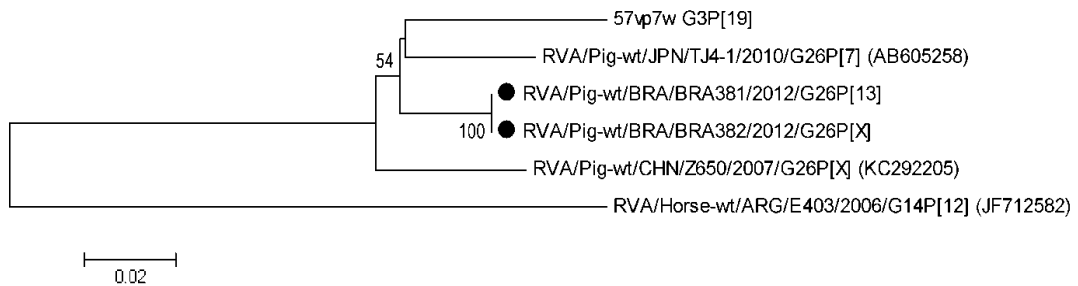 57vp7w G3P[19]
54
RVA/Pig-wt/JPN/TJ4-1/2010/G26P[7] (AB605258)
RVA/Pig-wt/BRA/BRA381/2012/G26P[13]
100
RVA/Pig-wt/BRA/BRA382/2012/G26P[X]
RVA/Pig-wt/CHN/Z650/2007/G26P[X] (KC292205)
RVA/Horse-wt/ARG/E403/2006/G14P[12] (JF712582)
0.02